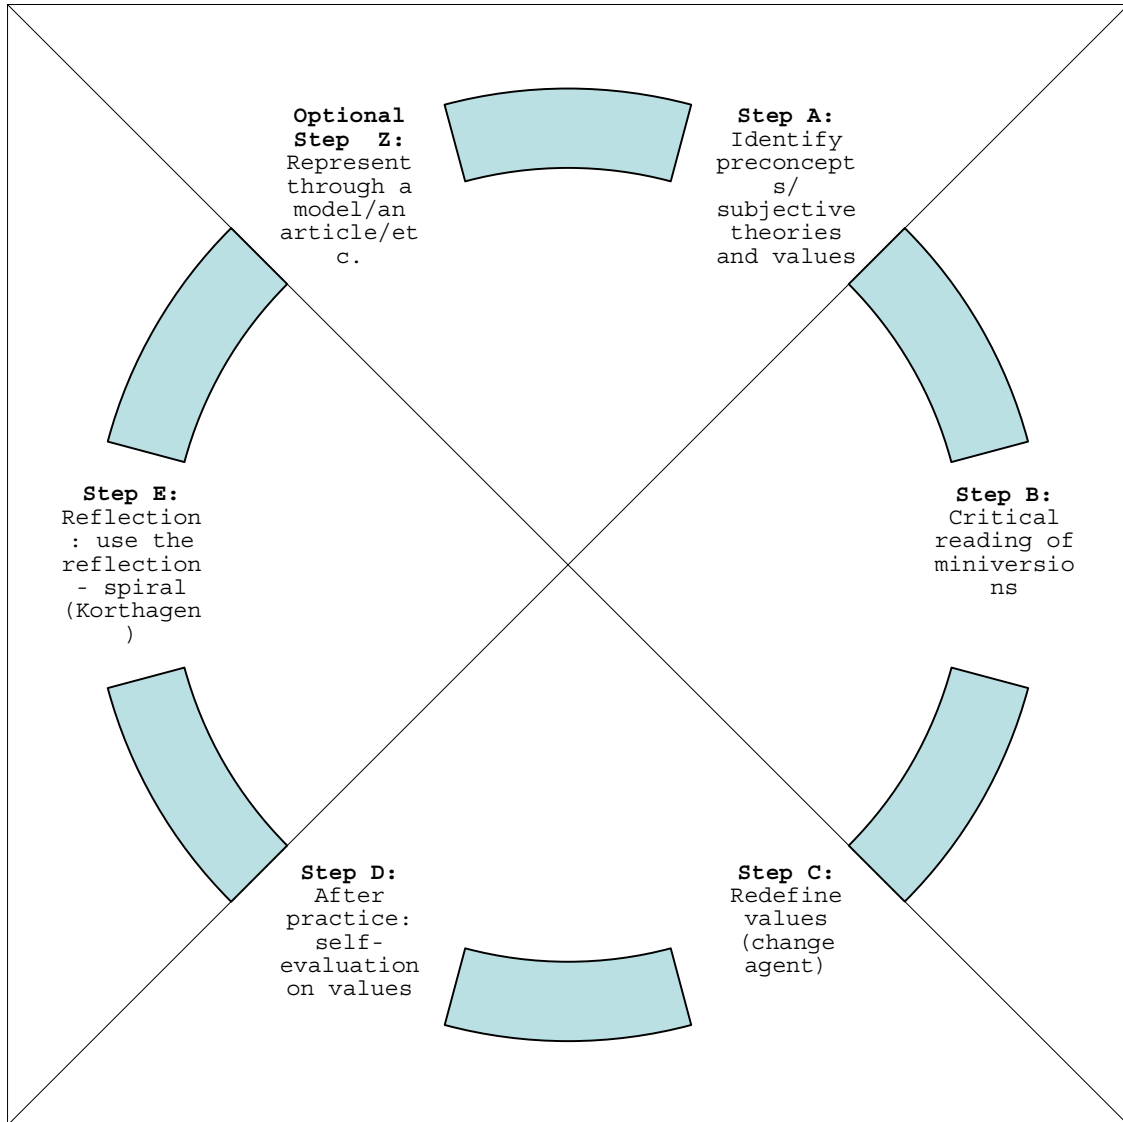 Optional
Step  Z:
Represent
through a
model/an
article/et
c.
Step A:
Identify
preconcept
s/
subjective
theories
and values
Step B:
Critical
reading of
miniversio
ns
Step C:
Redefine
values
(change
agent)
Step D:
After
practice:
self-
evaluation
on values
Step E:
Reflection
: use the
reflection
- spiral
(Korthagen
)